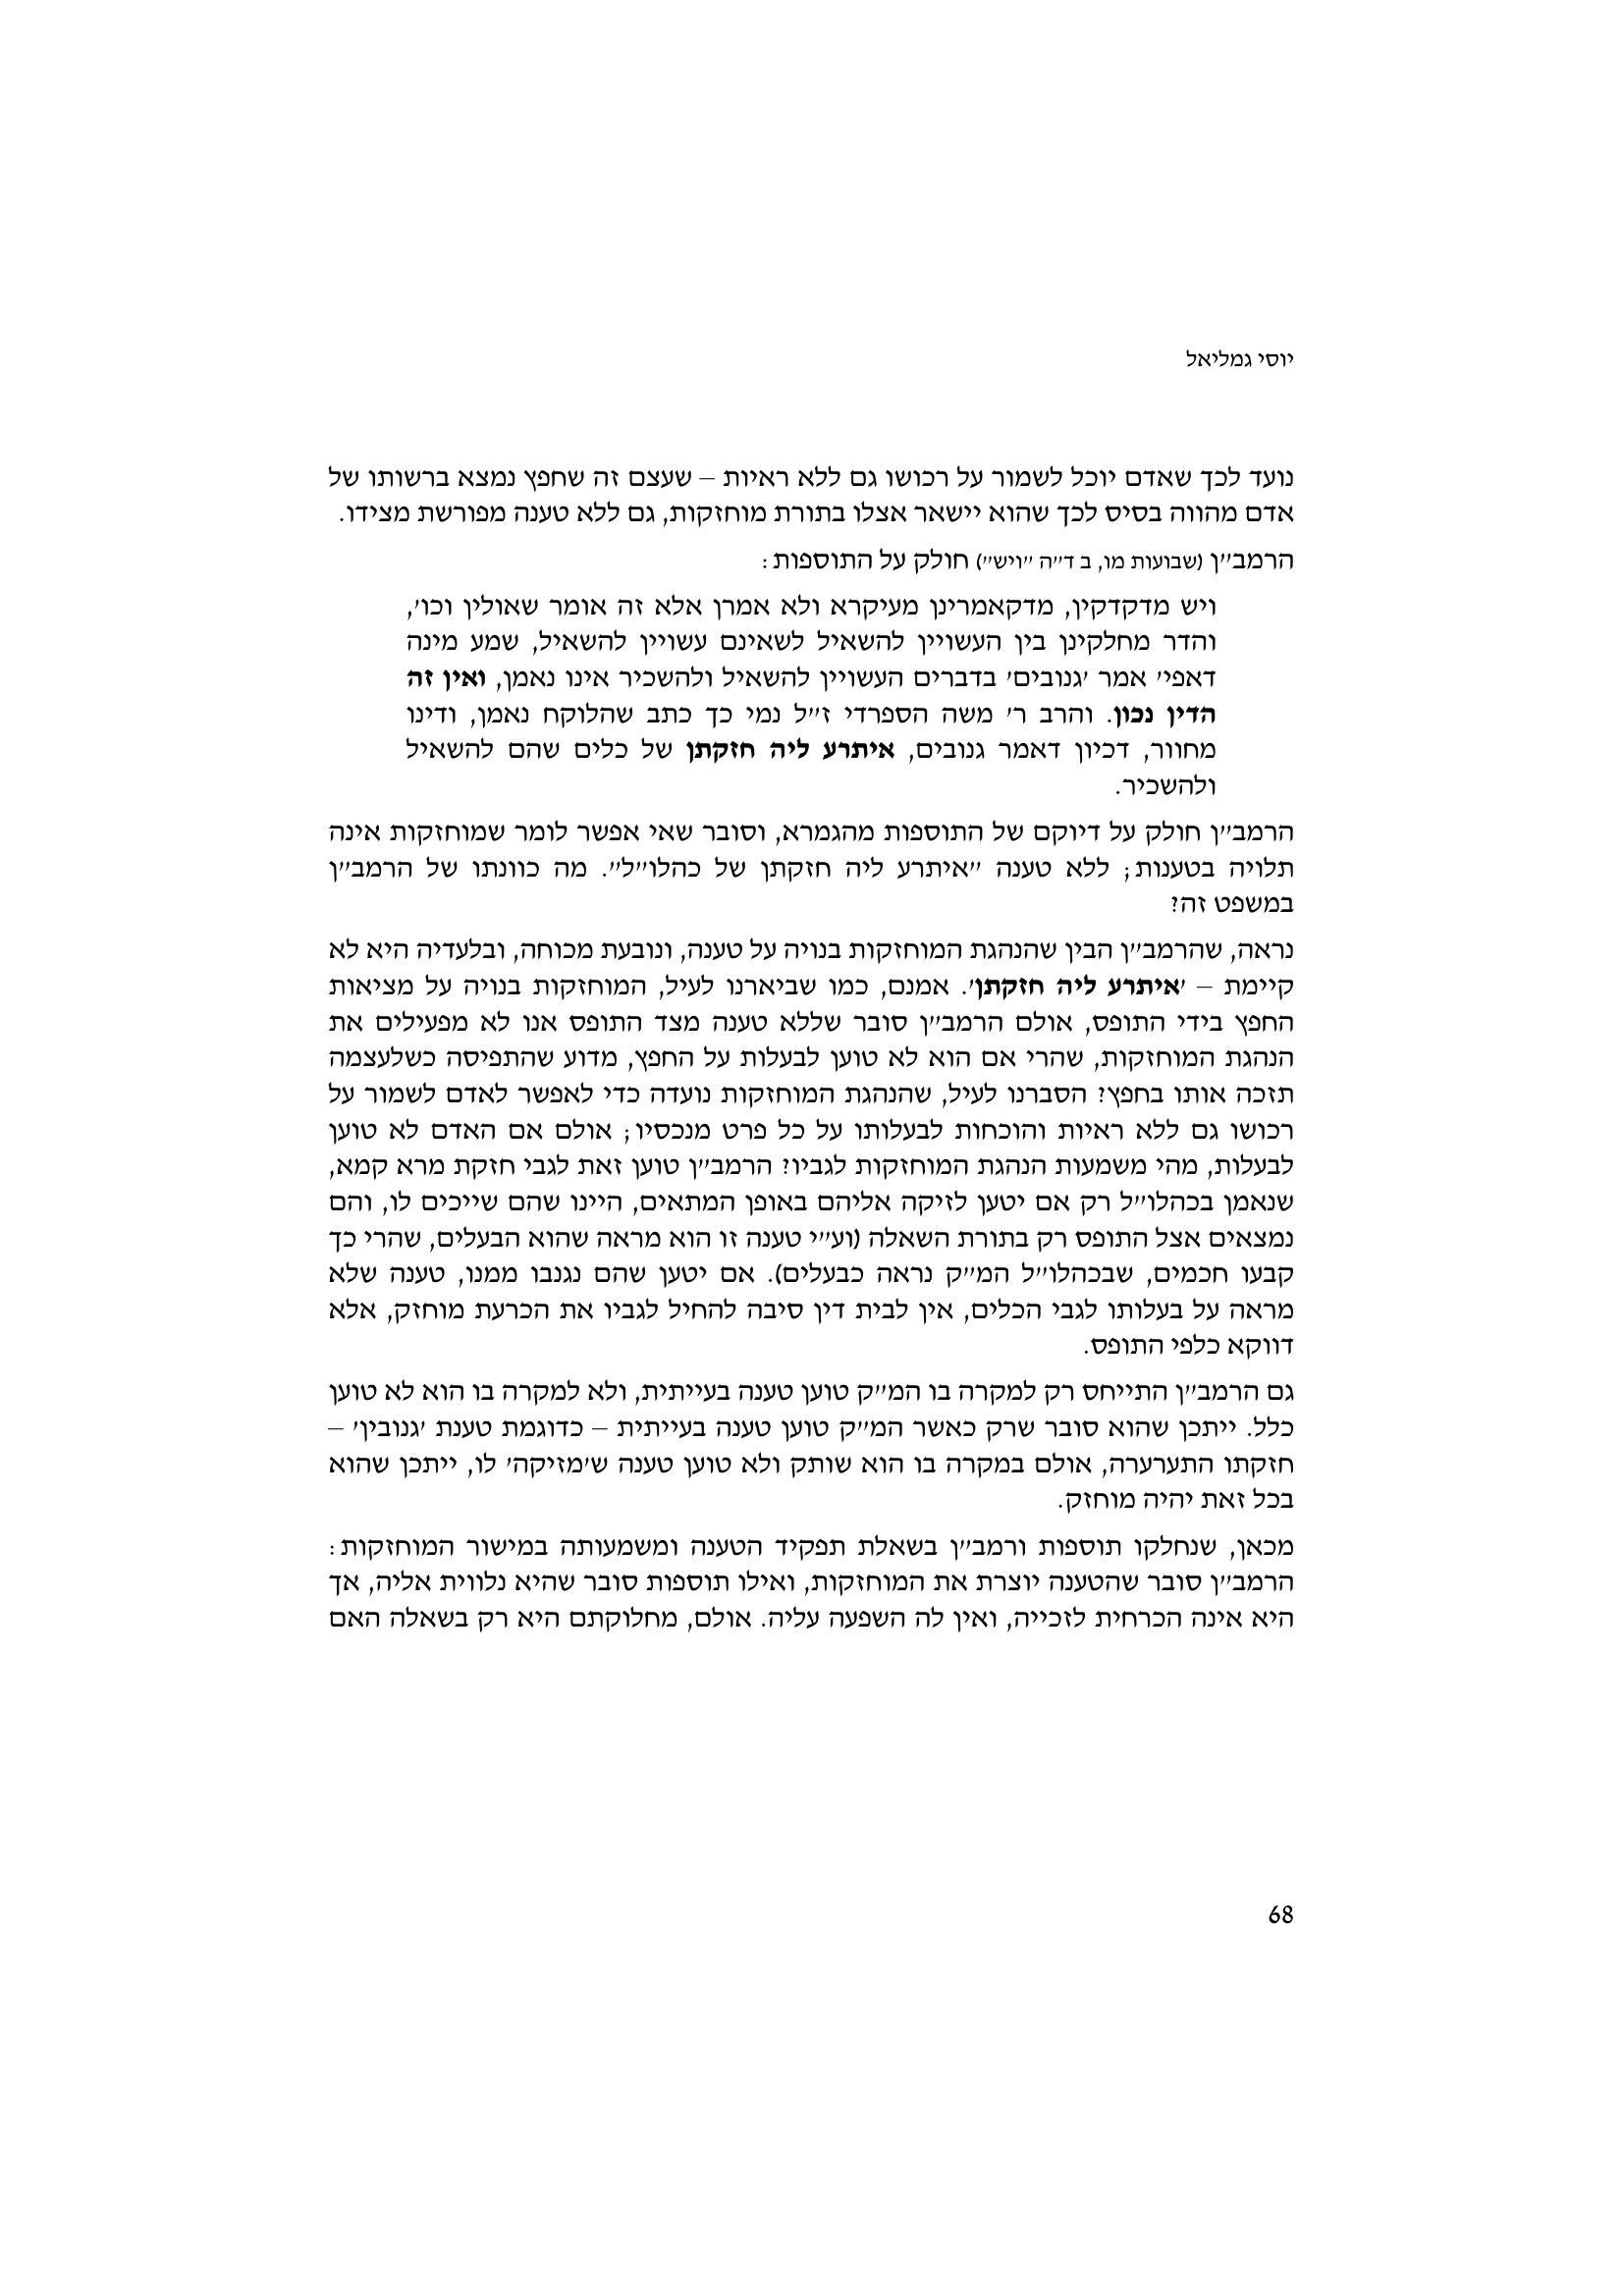 יוסי גמליאל
נועד לכך שאדם יוכל לשמור על רכושו גם ללא ראיות – שעצם זה שחפץ נמצא ברשותו של
אדם מהווה בסיס לכך שהוא יישאר אצלו בתורת מוחזקות, גם ללא טענה מפורשת מצידו.
הרמב״ן (שבועות מו, ב ד״ה ״ויש״) חולק על התוספות:
ויש מדקדקין, מדקאמרינן מעיקרא ולא אמרן אלא זה אומר שאולין וכו׳,
והדר מחלקינן בין העשויין להשאיל לשאינם עשויין להשאיל, שמע מינה
דאפי׳ אמר ׳גנובים׳ בדברים העשויין להשאיל ולהשכיר אינו נאמן, ואין זה
הדין נכון. והרב ר׳ משה הספרדי ז״ל נמי כך כתב שהלוקח נאמן, ודינו
מחוור, דכיון דאמר גנובים, איתרע ליה חזקתן של כלים שהם להשאיל
ולהשכיר.
הרמב״ן חולק על דיוקם של התוספות מהגמרא, וסובר שאי אפשר לומר שמוחזקות אינה
תלויה בטענות; ללא טענה ״איתרע ליה חזקתן של כהלו״ל״. מה כוונתו של הרמב״ן
במשפט זה?
נראה, שהרמב״ן הבין שהנהגת המוחזקות בנויה על טענה, ונובעת מכוחה, ובלעדיה היא לא
קיימת – ׳איתרע ליה חזקתן׳. אמנם, כמו שביארנו לעיל, המוחזקות בנויה על מציאות
החפץ בידי התופס, אולם הרמב״ן סובר שללא טענה מצד התופס אנו לא מפעילים את
הנהגת המוחזקות, שהרי אם הוא לא טוען לבעלות על החפץ, מדוע שהתפיסה כשלעצמה
תזכה אותו בחפץ? הסברנו לעיל, שהנהגת המוחזקות נועדה כדי לאפשר לאדם לשמור על
רכושו גם ללא ראיות והוכחות לבעלותו על כל פרט מנכסיו; אולם אם האדם לא טוען
לבעלות, מהי משמעות הנהגת המוחזקות לגביו? הרמב״ן טוען זאת לגבי חזקת מרא קמא,
שנאמן בכהלו״ל רק אם יטען לזיקה אליהם באופן המתאים, היינו שהם שייכים לו, והם
נמצאים אצל התופס רק בתורת השאלה (וע״י טענה זו הוא מראה שהוא הבעלים, שהרי כך
קבעו חכמים, שבכהלו״ל המ״ק נראה כבעלים). אם יטען שהם נגנבו ממנו, טענה שלא
מראה על בעלותו לגבי הכלים, אין לבית דין סיבה להחיל לגביו את הכרעת מוחזק, אלא
דווקא כלפי התופס.
גם הרמב״ן התייחס רק למקרה בו המ״ק טוען טענה בעייתית, ולא למקרה בו הוא לא טוען
כלל. ייתכן שהוא סובר שרק כאשר המ״ק טוען טענה בעייתית – כדוגמת טענת ׳גנובין׳ –
חזקתו התערערה, אולם במקרה בו הוא שותק ולא טוען טענה ש׳מזיקה׳ לו, ייתכן שהוא
בכל זאת יהיה מוחזק.
מכאן, שנחלקו תוספות ורמב״ן בשאלת תפקיד הטענה ומשמעותה במישור המוחזקות:
הרמב״ן סובר שהטענה יוצרת את המוחזקות, ואילו תוספות סובר שהיא נלווית אליה, אך
היא אינה הכרחית לזכייה, ואין לה השפעה עליה. אולם, מחלוקתם היא רק בשאלה האם
68